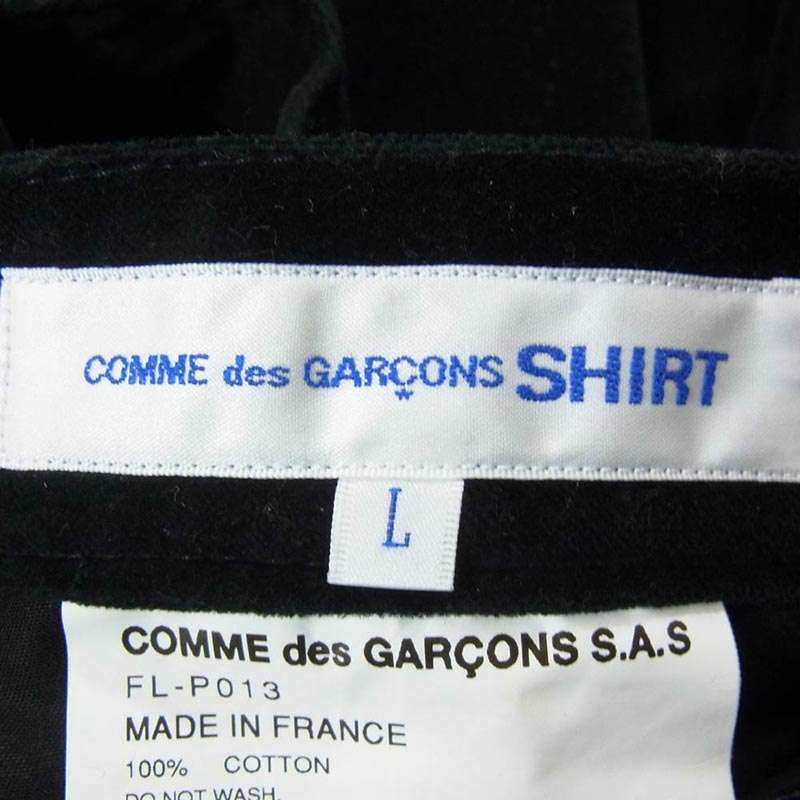 COMME des GARÇONS SHIRT
L
COMME des GARÇONS S.A.S
FL-P013
MADE IN FRANCE
100% COTTON
DO NOT WASH.